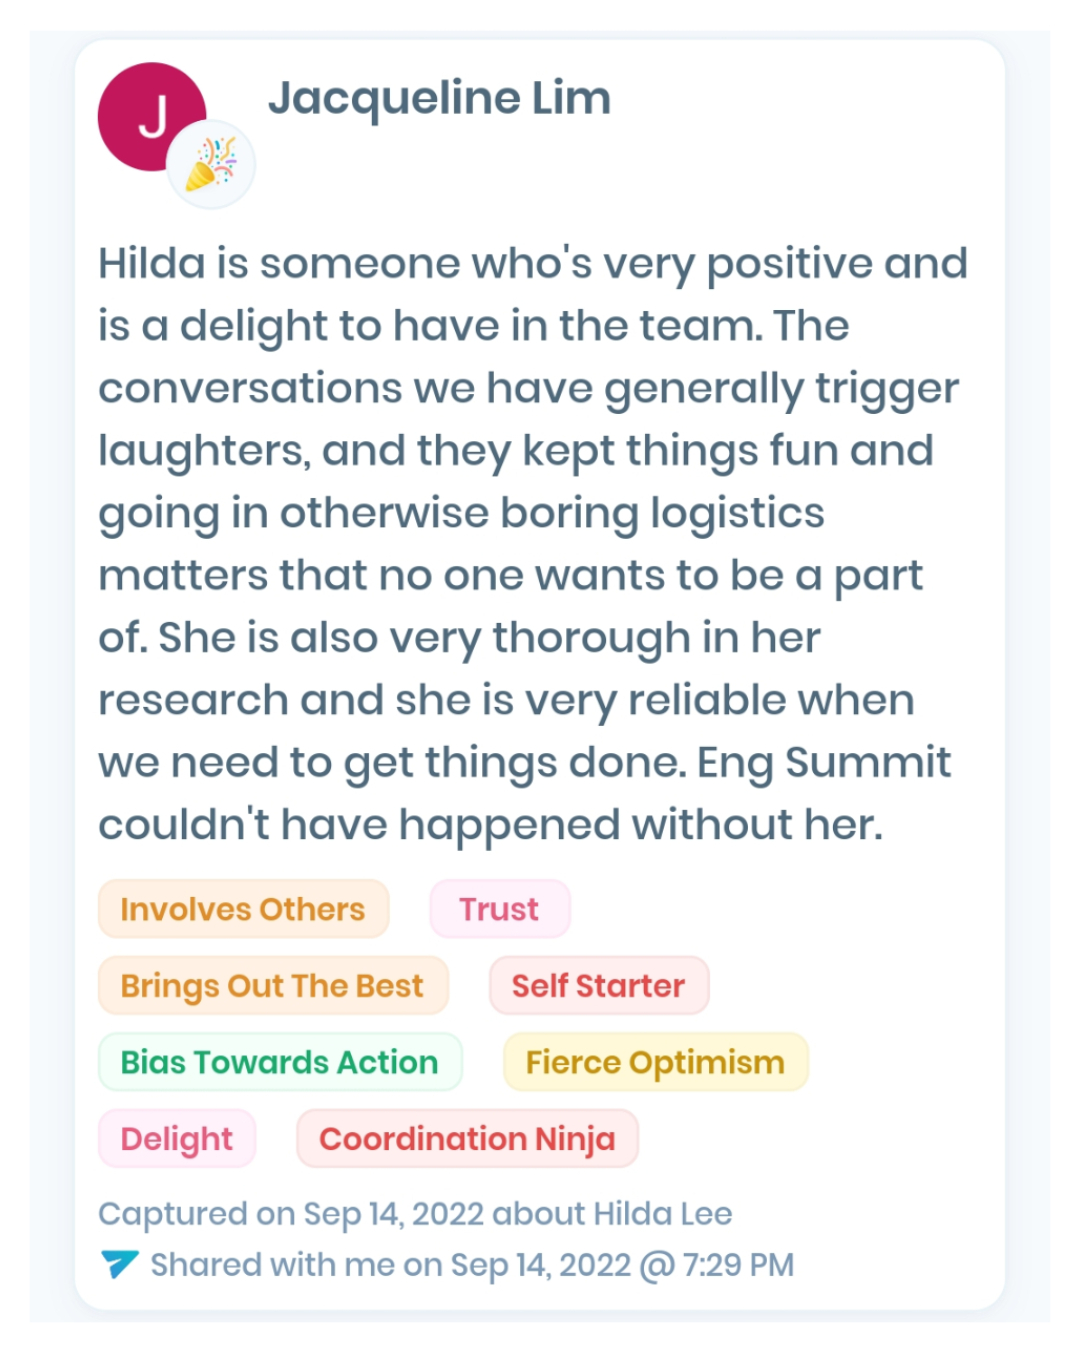 J
Jacqueline Lim
Hilda is someone who's very positive and
is a delight to have in the team. The
conversations we have generally trigger
laughters, and they kept things fun and
going in otherwise boring logistics
matters that no one wants to be a part
of. She is also very thorough in her
research and she is very reliable when
we need to get things done. Eng Summit
couldn't have happened without her.
Involves Others Trust
Brings Out The Best Self Starter
Bias Towards Action Fierce Optimism
Delight Coordination Ninja
Captured on Sep 14, 2022 about Hilda Lee
Shared with me on Sep 14, 2022 @ 7:29 PM